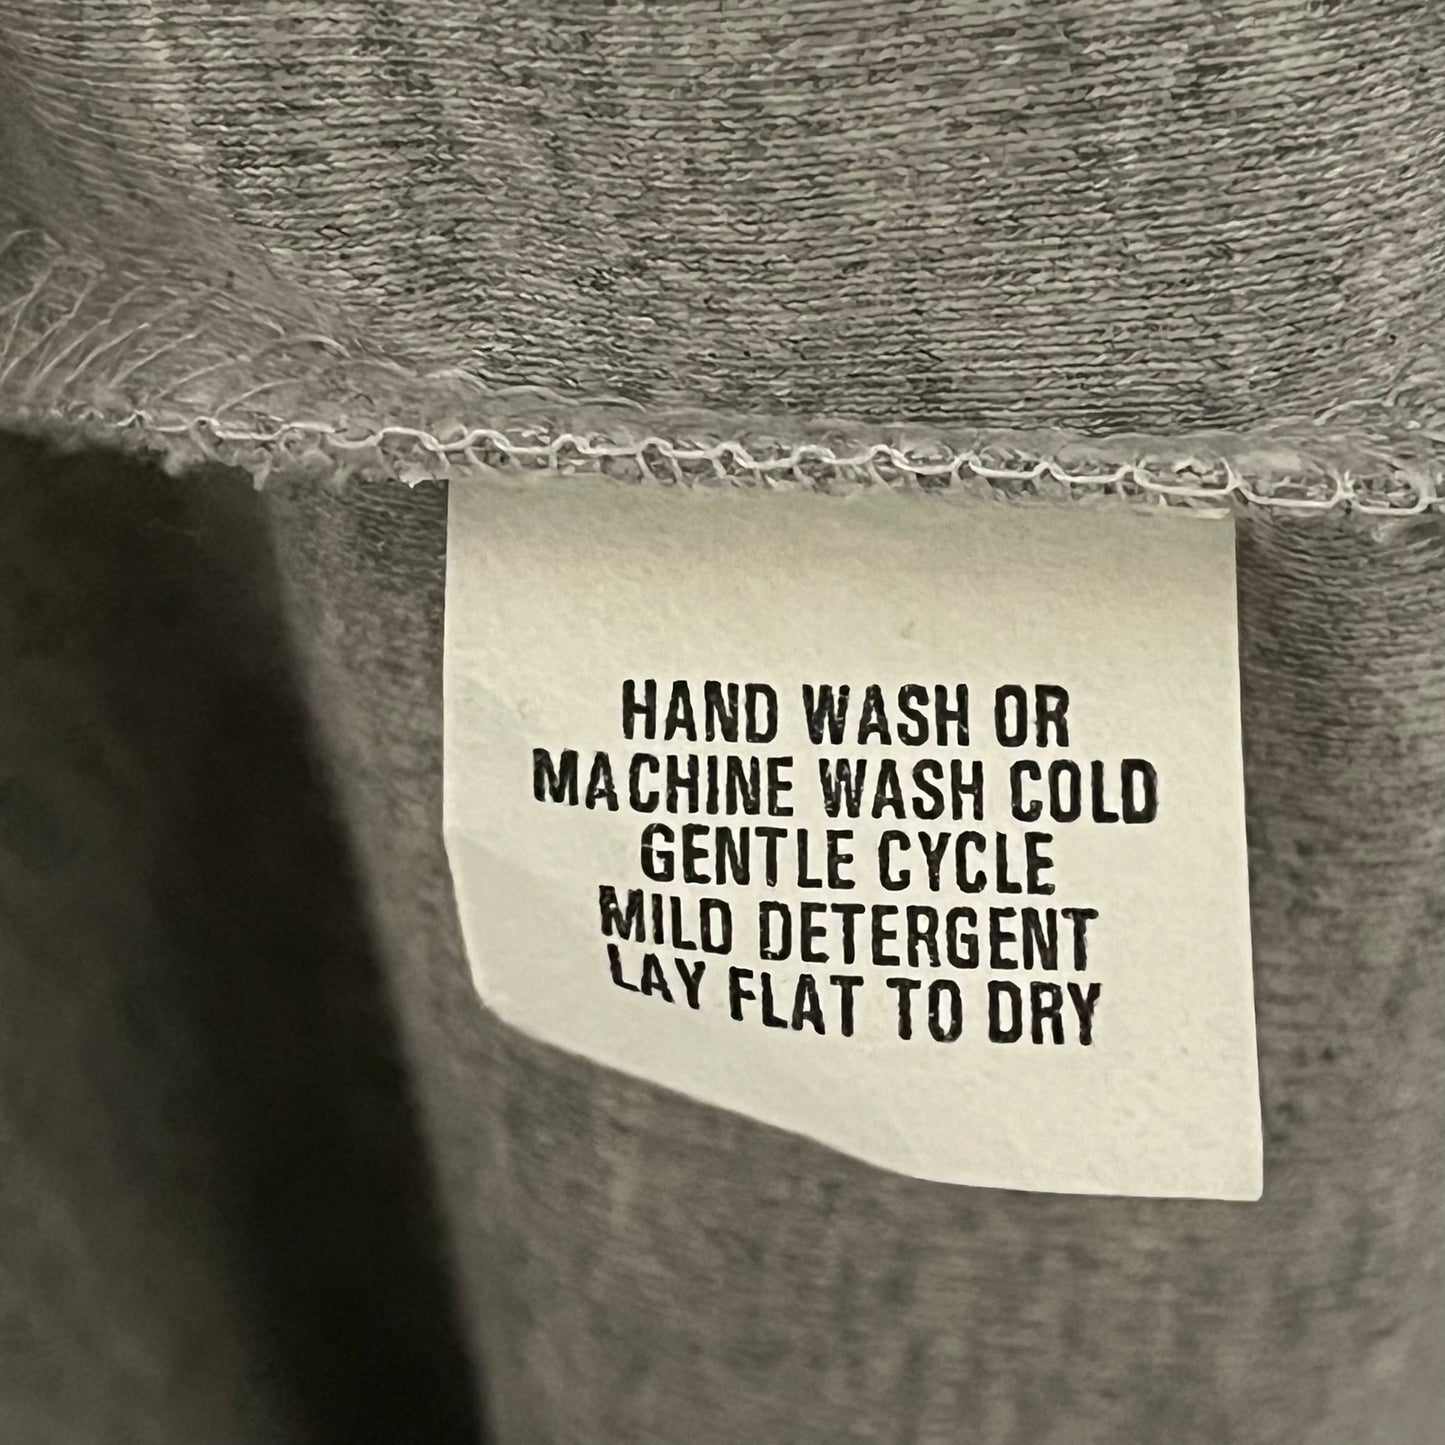 HAND WASH OR
MACHINE WASH COLD
GENTLE CYCLE
MILD DETERGENT
LAY FLAT TO DRY